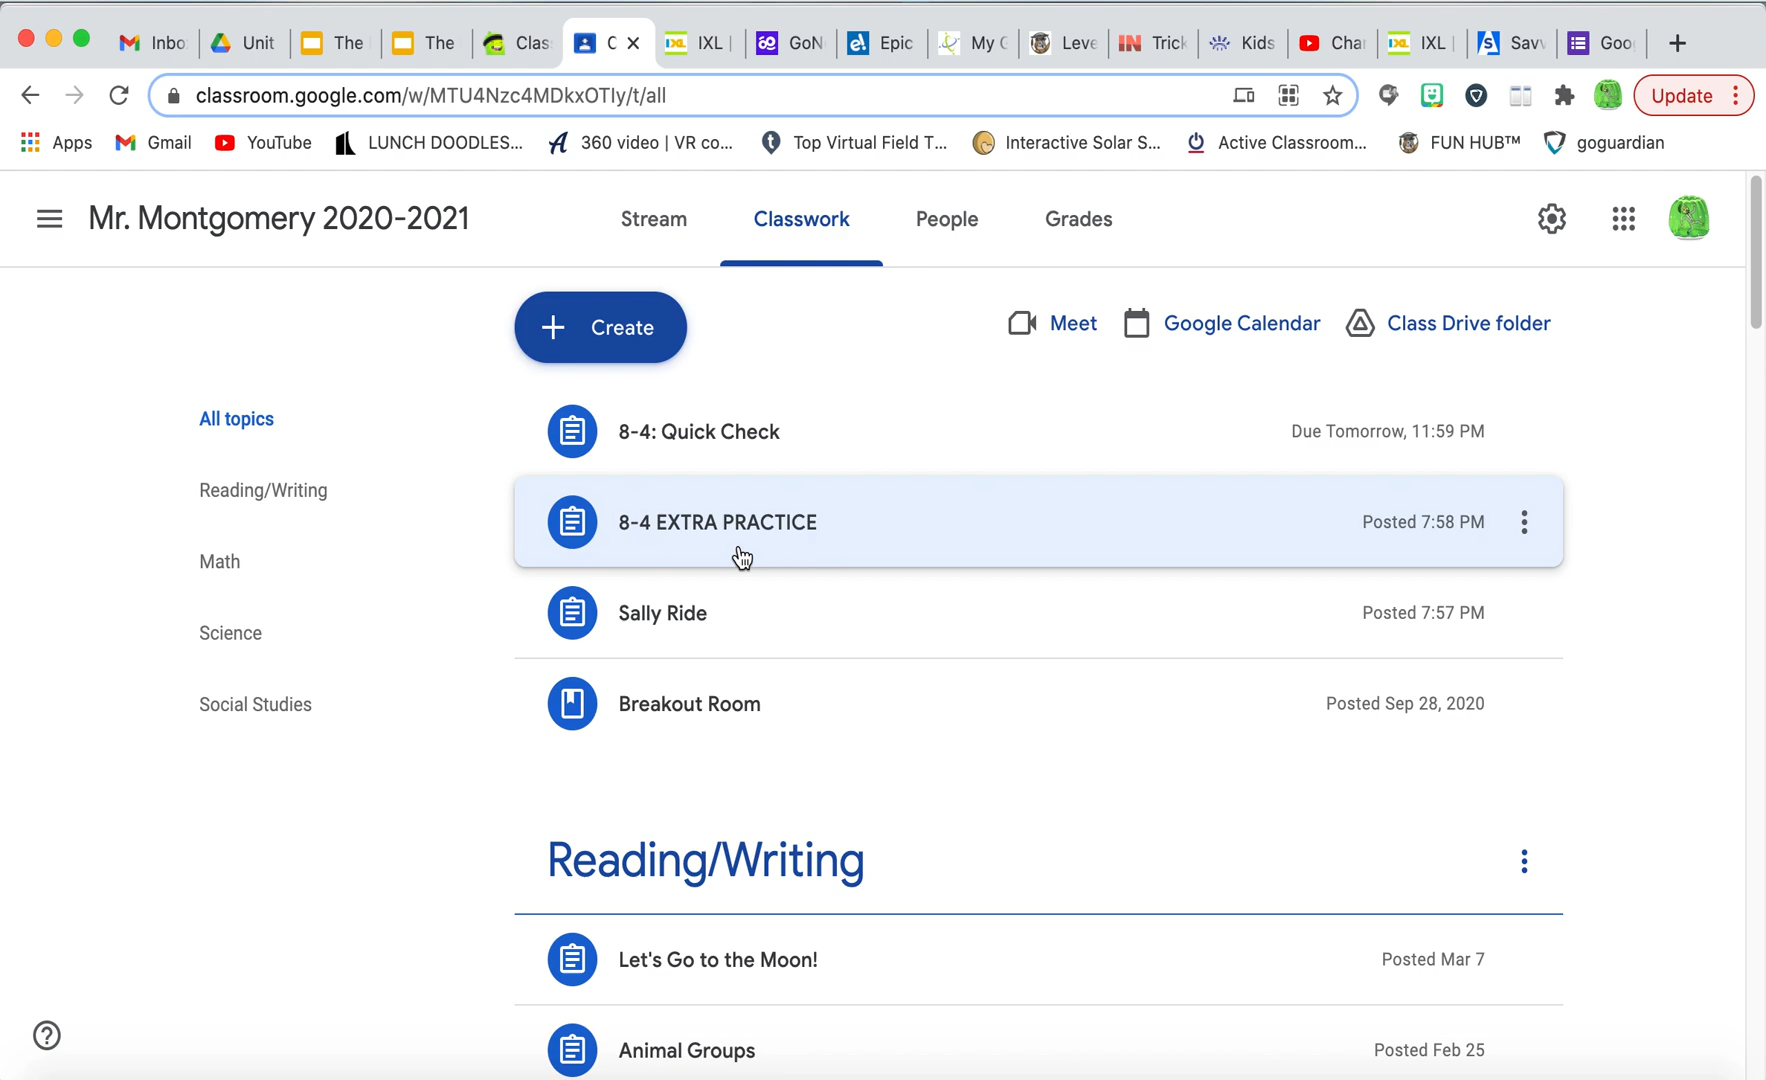 Inbo Unit The The Clas C IXL GoN Epic My C Leve Trick Kids Cha IXL Savv Goo
classroom.google.com/w/MTU4Nzc4MDkxOTIy/t/all
Update
Apps Gmail YouTube LUNCH DOODLES... 360 video | VR co... Top Virtual Field T... Interactive Solar S... Active Classroom... FUN HUB™ goguardian
Mr. Montgomery 2020-2021 Stream Classwork People Grades
Create Meet Google Calendar Class Drive folder
All topics
8-4: Quick Check Due Tomorrow, 11:59 PM
Reading/Writing
8-4 EXTRA PRACTICE Posted 7:58 PM
Math
Sally Ride Posted 7:57 PM
Science
Breakout Room Posted Sep 28, 2020
Social Studies
Reading/Writing
Let's Go to the Moon! Posted Mar 7
Animal Groups Posted Feb 25